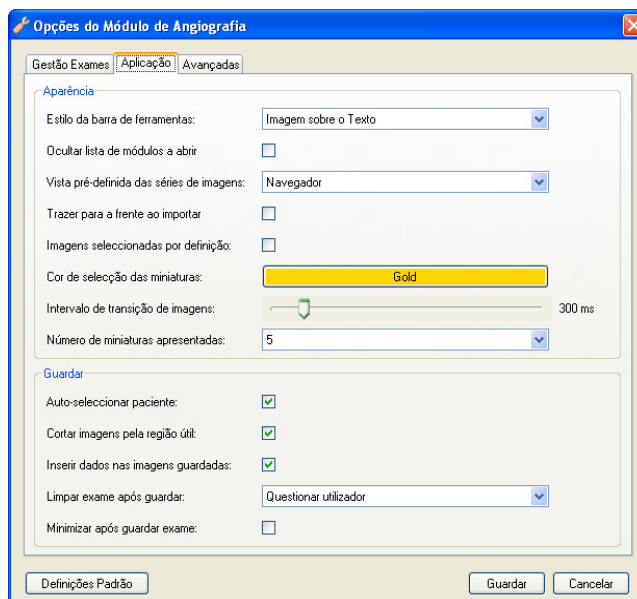 Opções do Módulo de Angiografia
Gestão Exames Aplicação Avançadas
Aparência
Estilo da barra de ferramentas: Imagem sobre o Texto
Ocultar lista de módulos a abrir
Vista pré-definida das séries de imagens: Navegador
Trazer para a frente ao importar
Imagens seleccionadas por definição:
Cor de selecção das miniaturas: Gold
Intervalo de transição de imagens: 300 ms
Número de miniaturas apresentadas: 5
Guardar
Auto-seleccionar paciente:
Cortar imagens pela região útil:
Inserir dados nas imagens guardadas:
Limpar exame após guardar: Questionar utilizador
Minimizar após guardar exame:
Definições Padrão Guardar Cancelar